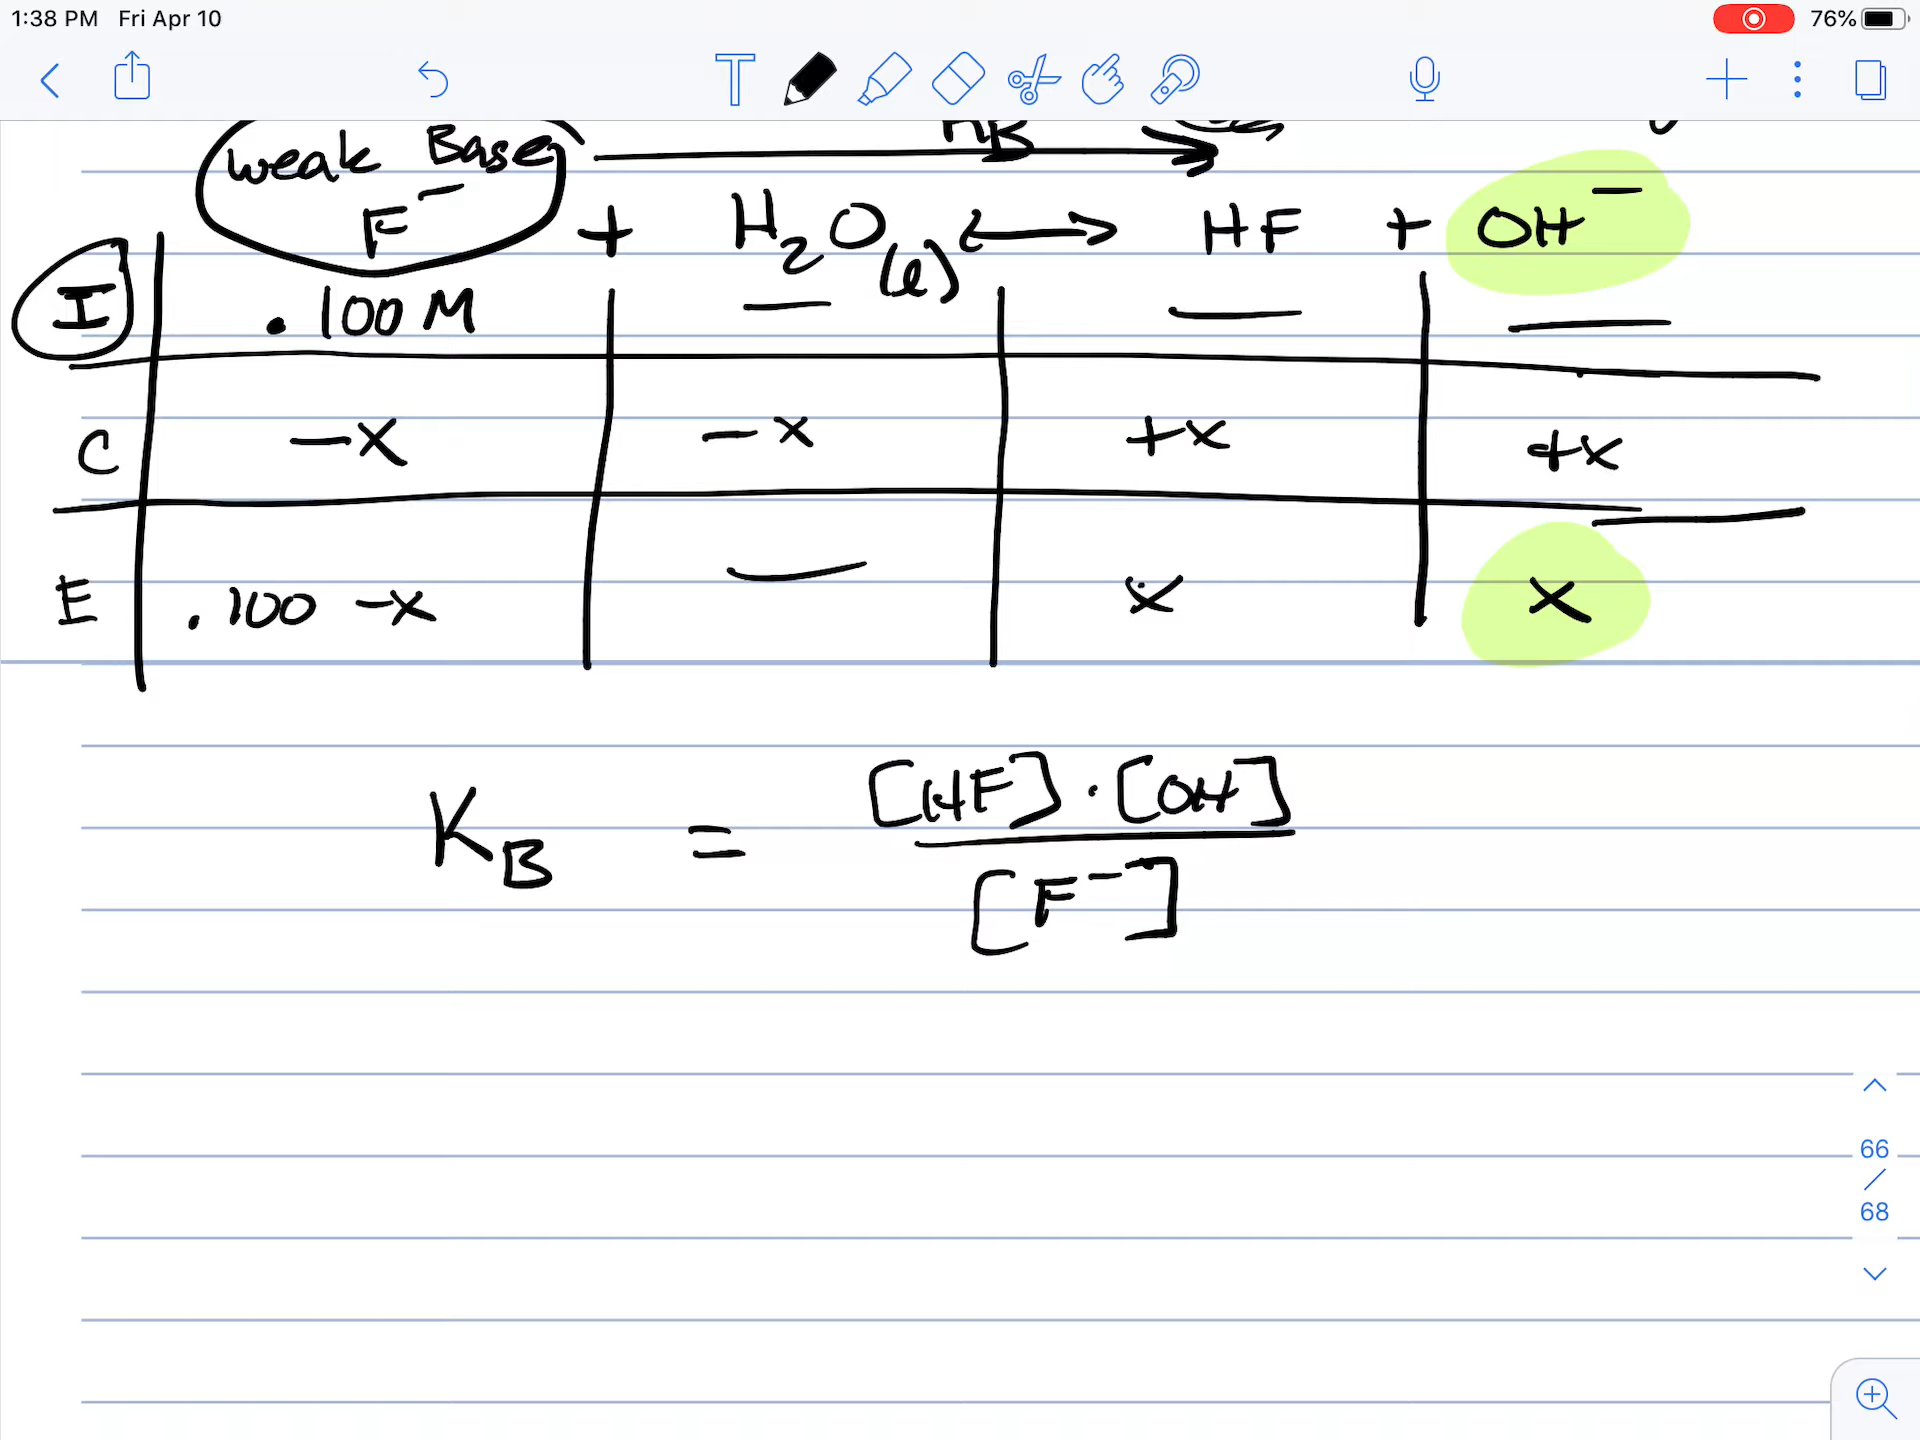 1:38 PM Fri Apr 10
76%
weak Base
F⁻ + H₂O(l) ⟷ HF + OH⁻
I .100 M — — —
C -x -x +x +x
E .100 -x — x x
K_B = [HF] · [OH] / [F⁻]
66
/
68